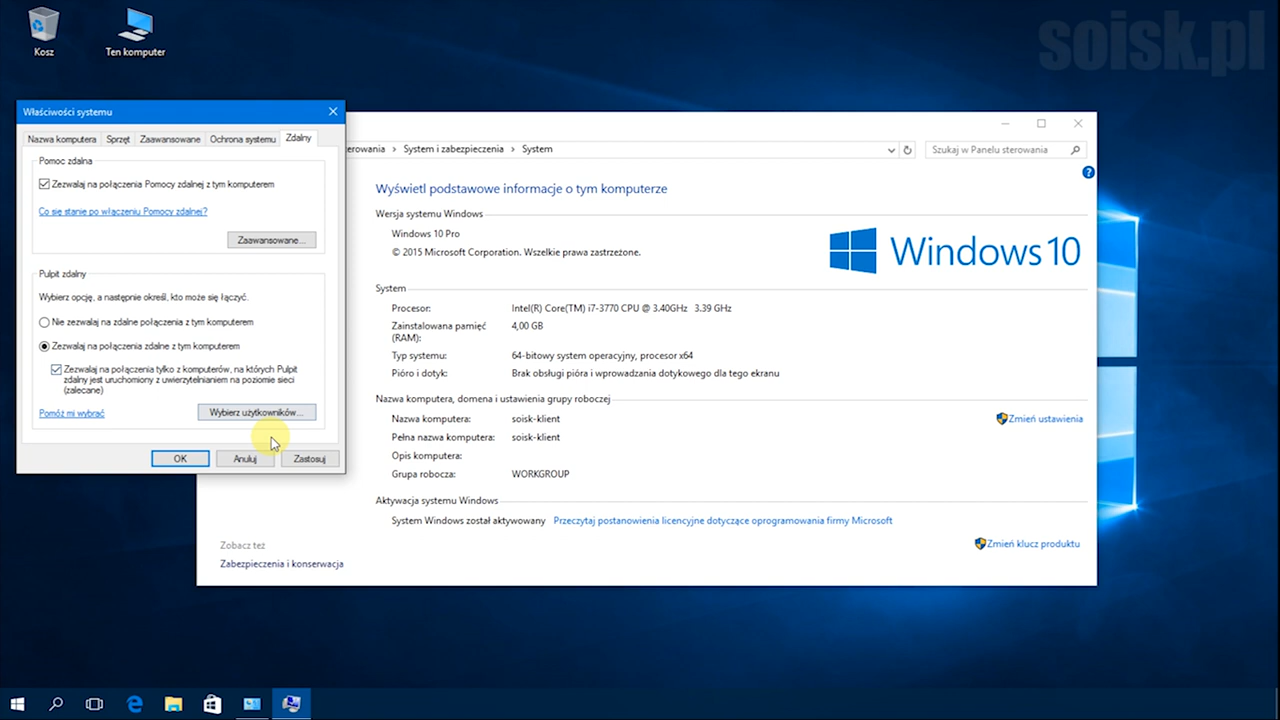 soisk.pl
Kosz
Ten komputer
Właściwości systemu
Nazwa komputera Sprzęt Zaawansowane Ochrona systemu Zdalny
Pomoc zdalna
Zezwalaj na połączenia Pomocy zdalnej z tym komputerem
Co się stanie po włączeniu Pomocy zdalnej?
Zaawansowane...
Pulpit zdalny
Wybierz opcję, a następnie określ, kto może się łączyć.
Nie zezwalaj na zdalne połączenia z tym komputerem
Zezwalaj na połączenia zdalne z tym komputerem
Zezwalaj na połączenia tylko z komputerów, na których Pulpit
zdalny jest uruchomiony z uwierzytelnianiem na poziomie sieci
(zalecane)
Pomóż mi wybrać
Wybierz użytkowników...
OK Anuluj Zastosuj
System i zabezpieczenia > System
Szukaj w Panelu sterowania
Wyświetl podstawowe informacje o tym komputerze
Wersja systemu Windows
Windows 10 Pro
© 2015 Microsoft Corporation. Wszelkie prawa zastrzeżone.
Windows 10
System
Procesor: Intel(R) Core(TM) i7-3770 CPU @ 3.40GHz 3.39 GHz
Zainstalowana pamięć 4,00 GB
(RAM):
Typ systemu: 64-bitowy system operacyjny, procesor x64
Pióro i dotyk: Brak obsługi pióra i wprowadzania dotykowego dla tego ekranu
Nazwa komputera, domena i ustawienia grupy roboczej
Nazwa komputera: soisk-klient
Zmień ustawienia
Pełna nazwa komputera: soisk-klient
Opis komputera:
Grupa robocza: WORKGROUP
Aktywacja systemu Windows
System Windows został aktywowany Przeczytaj postanowienia licencyjne dotyczące oprogramowania firmy Microsoft
Zmień klucz produktu
Zobacz też
Zabezpieczenia i konserwacja